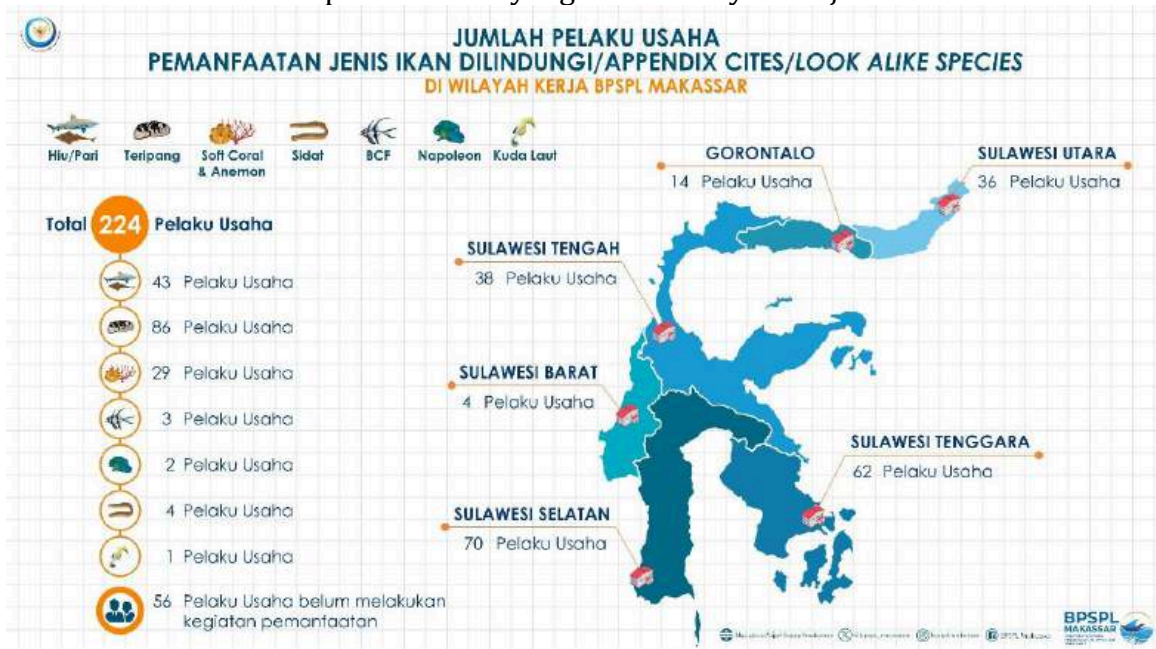 JUMLAH PELAKU USAHA
PEMANFAATAN JENIS IKAN DILINDUNGI/APPENDIX CITES/LOOK ALIKE SPECIES
DI WILAYAH KERJA BPSPL MAKASSAR
Hiu/Pari
Teripang
Soft Coral
& Anemon
Sidat
BCF
Napoleon
Kuda Laut
Total 224 Pelaku Usaha
43 Pelaku Usaha
86 Pelaku Usaha
29 Pelaku Usaha
3 Pelaku Usaha
2 Pelaku Usaha
4 Pelaku Usaha
1 Pelaku Usaha
56 Pelaku Usaha belum melakukan
kegiatan pemanfaatan
GORONTALO
14 Pelaku Usaha
SULAWESI UTARA
36 Pelaku Usaha
SULAWESI TENGAH
38 Pelaku Usaha
SULAWESI BARAT
4 Pelaku Usaha
SULAWESI TENGGARA
62 Pelaku Usaha
SULAWESI SELATAN
70 Pelaku Usaha
BPSPL
MAKASSAR